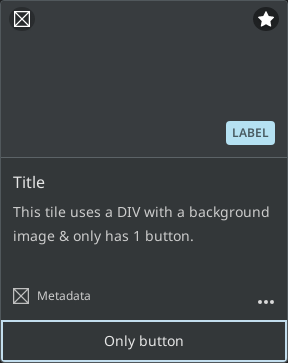 LABEL
Title
This tile uses a DIV with a background
image & only has 1 button.
Metadata
Only button